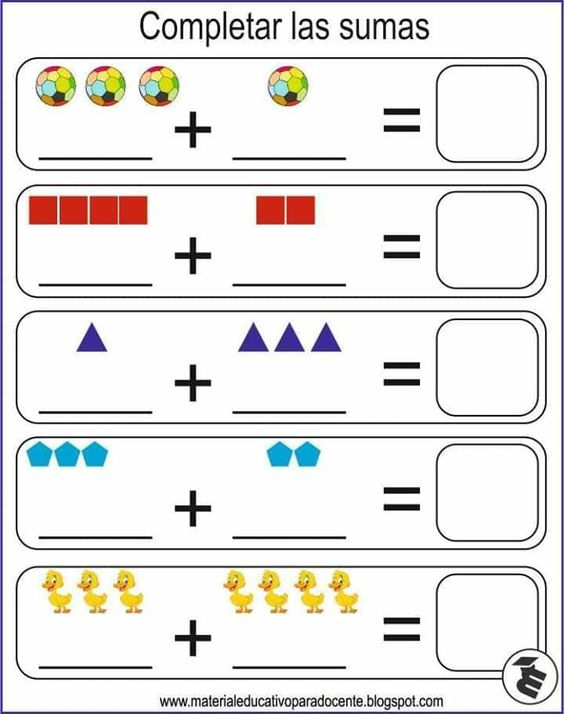 Completar las sumas
+ =
+ =
+ =
+ =
+ =
www.materialeducativoparadocente.blogspot.com